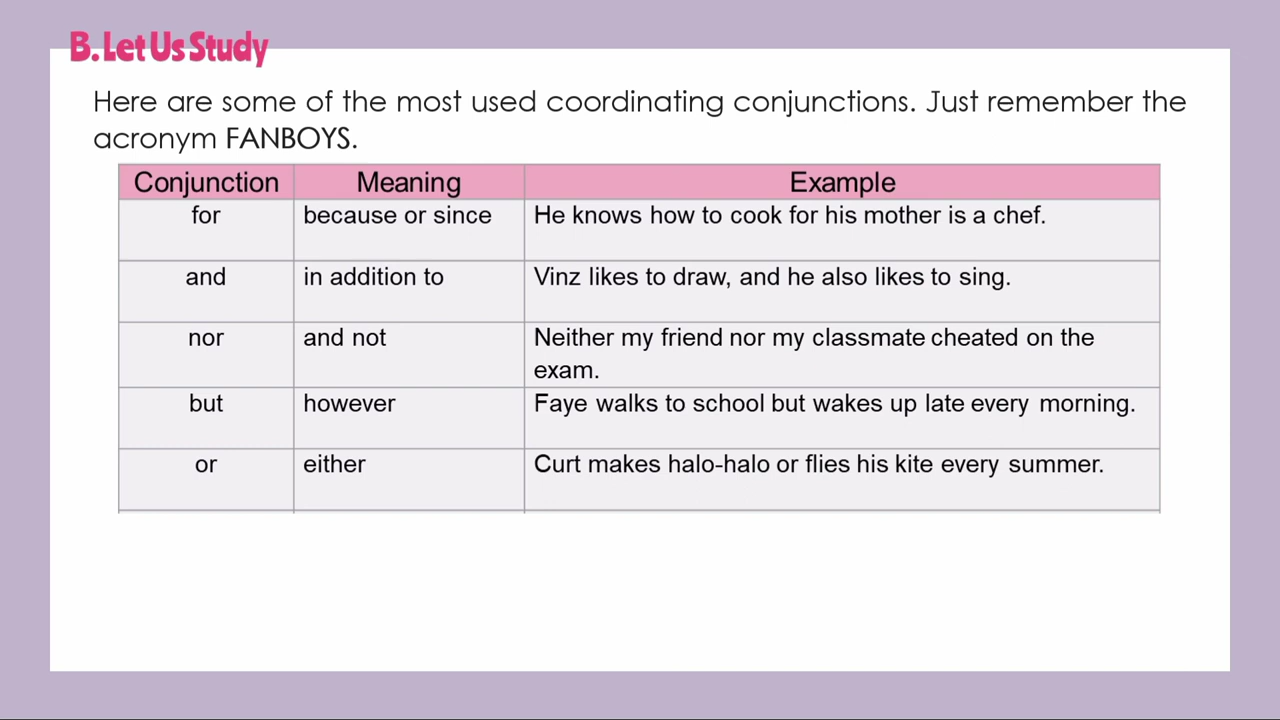 B. Let Us Study
Here are some of the most used coordinating conjunctions. Just remember the
acronym FANBOYS.
Conjunction Meaning Example
for because or since He knows how to cook for his mother is a chef.
and in addition to Vinz likes to draw, and he also likes to sing.
nor and not Neither my friend nor my classmate cheated on the
exam.
but however Faye walks to school but wakes up late every morning.
or either Curt makes halo-halo or flies his kite every summer.